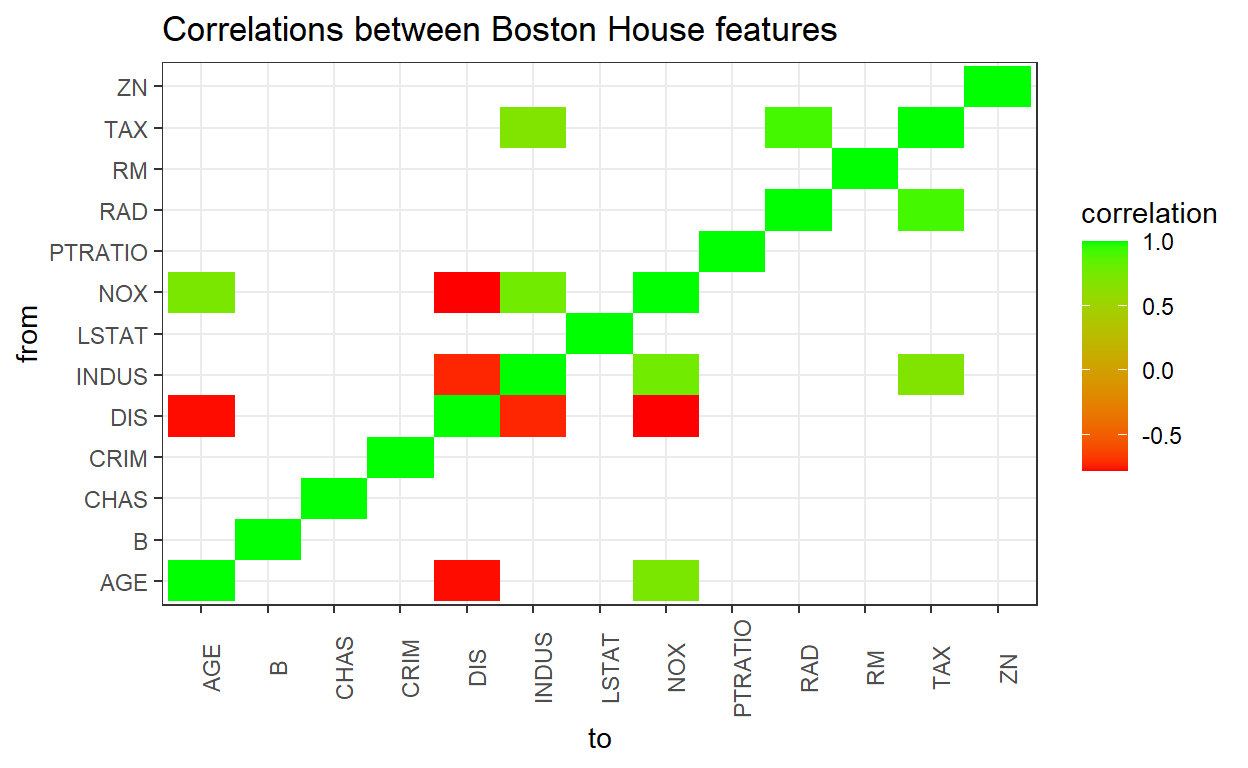 Correlations between Boston House features
from
ZN
TAX
RM
RAD
PTRATIO
NOX
LSTAT
INDUS
DIS
CRIM
CHAS
B
AGE
AGE
B
CHAS
CRIM
DIS
INDUS
LSTAT
NOX
PTRATIO
RAD
RM
TAX
ZN
to
correlation
1.0
0.5
0.0
-0.5